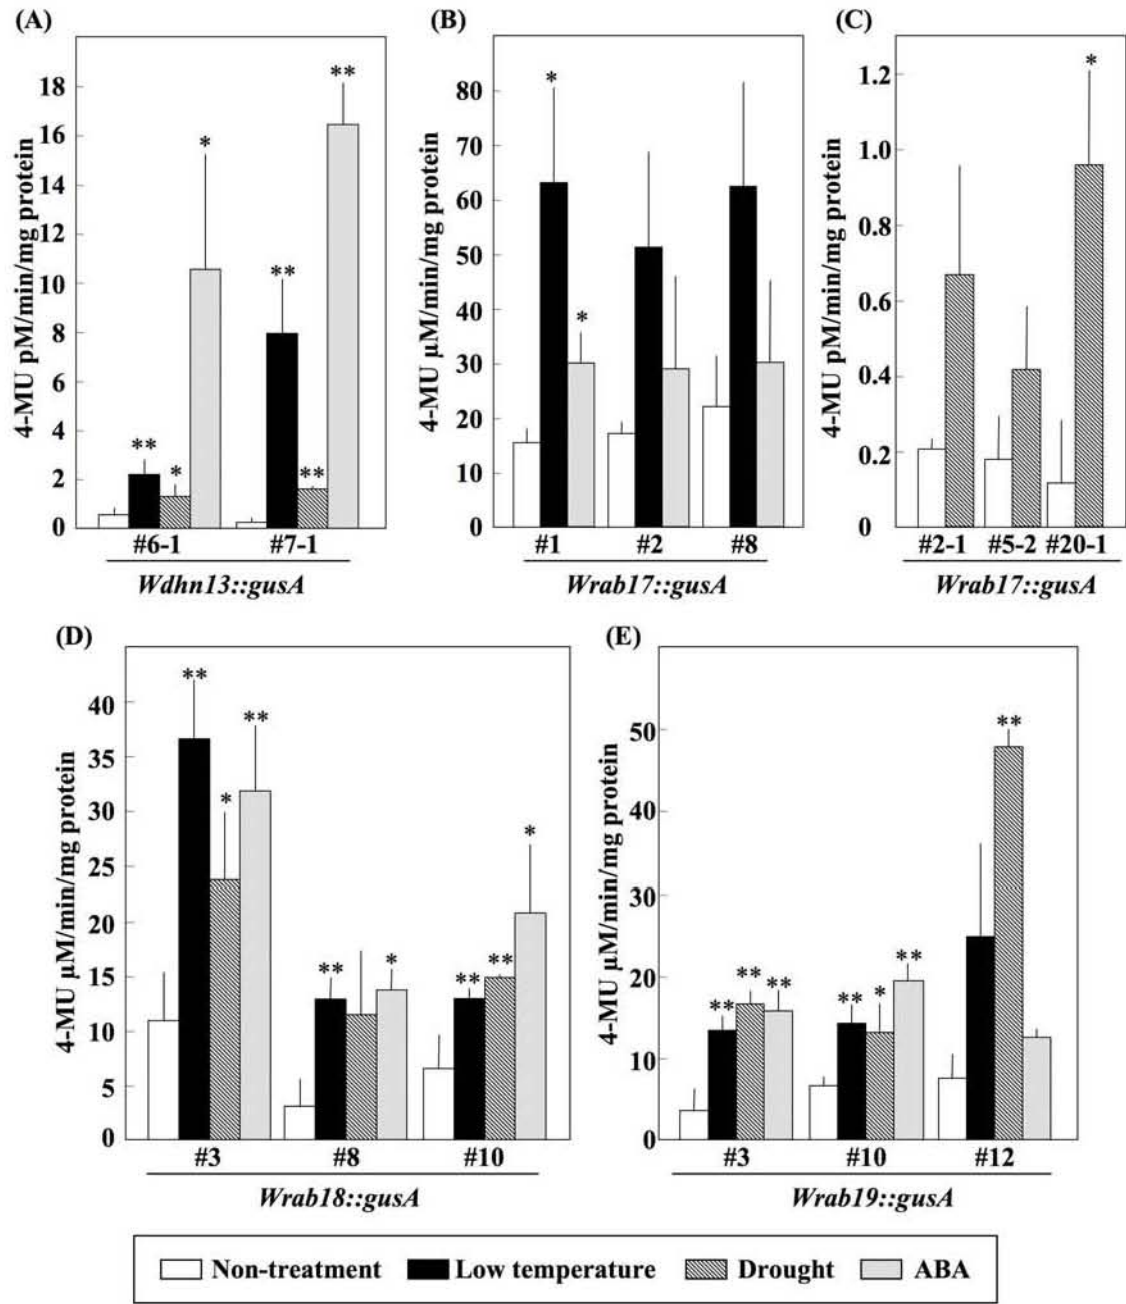 (A)
4-MU pM/min/mg protein
18
16
14
12
10
8
6
4
2
0
** * ** ** * **
#6-1 #7-1
Wdhn13::gusA
(B)
4-MU µM/min/mg protein
80
70
60
50
40
30
20
10
0
* *
#1 #2 #8
Wrab17::gusA
(C)
4-MU pM/min/mg protein
1.2
1.0
0.8
0.6
0.4
0.2
0
*
#2-1 #5-2 #20-1
Wrab17::gusA
(D)
4-MU µM/min/mg protein
40
35
30
25
20
15
10
5
0
** * ** ** * ** ** *
#3 #8 #10
Wrab18::gusA
(E)
4-MU µM/min/mg protein
50
40
30
20
10
0
** ** ** ** * ** **
#3 #10 #12
Wrab19::gusA
Non-treatment Low temperature Drought ABA